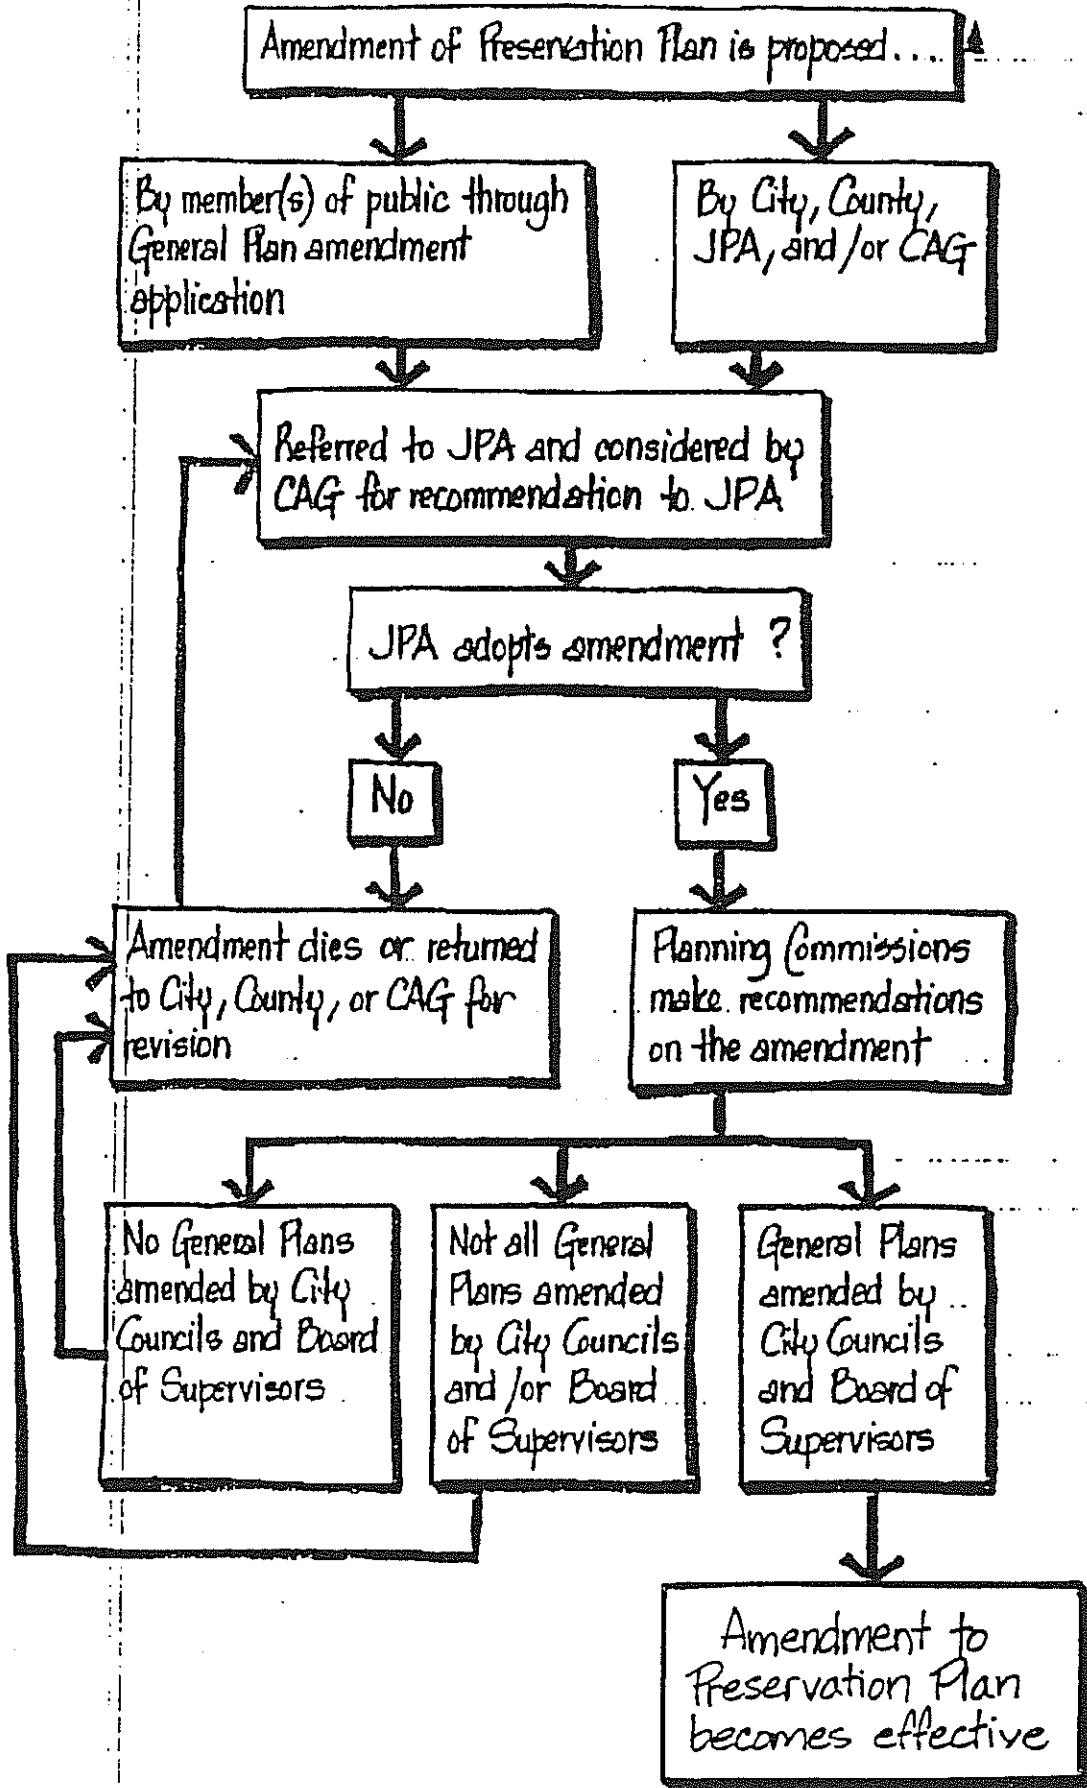 Amendment of Preservation Plan is proposed....
By member(s) of public through
General Plan amendment
application
By City, County,
JPA, and/or CAG
Referred to JPA and considered by
CAG for recommendation to JPA
JPA adopts amendment ?
No
Yes
Amendment dies or returned
to City, County, or CAG for
revision
Planning Commissions
make recommendations
on the amendment
No General Plans
amended by City
Councils and Board
of Supervisors
Not all General
Plans amended
by City Councils
and/or Board
of Supervisors
General Plans
amended by
City Councils
and Board of
Supervisors
Amendment to
Preservation Plan
becomes effective